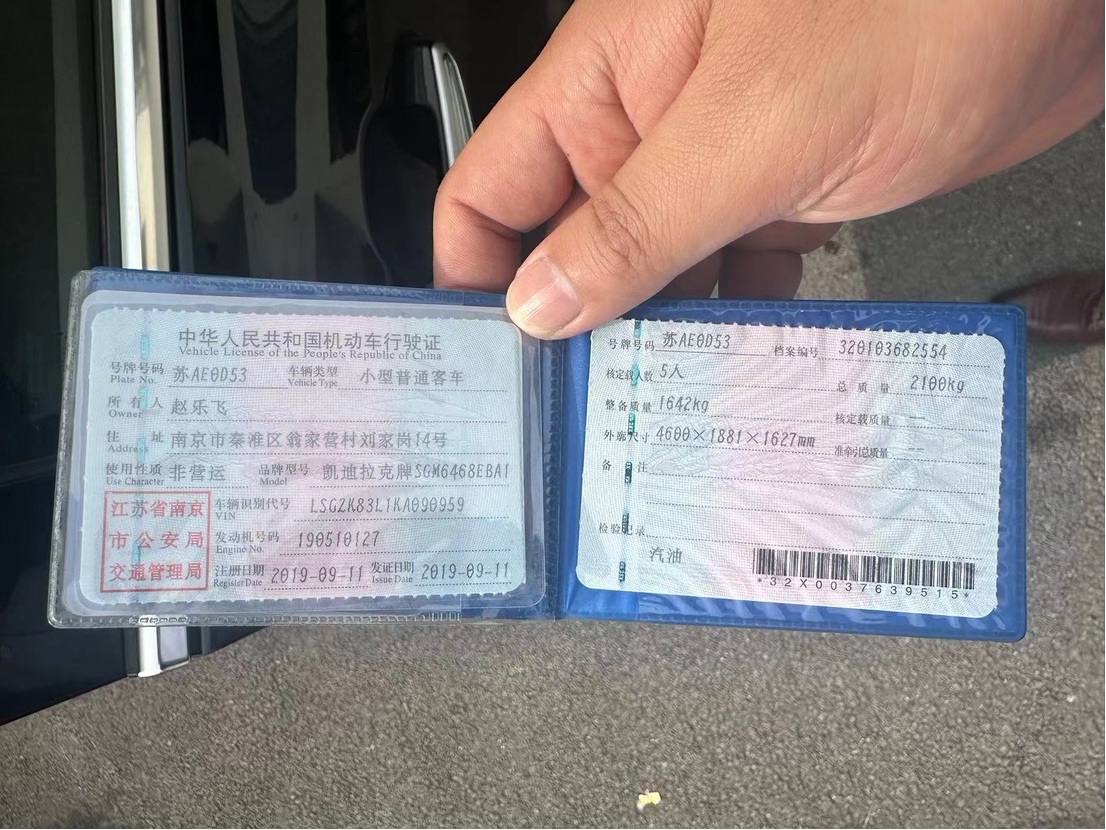 中华人民共和国机动车行驶证
Vehicle License of the People's Republic of China
号牌号码 Plate No. 苏AE0D53 车辆类型 Vehicle Type 小型普通客车
所有人 Owner 赵乐飞
住址 Address 南京市秦淮区翁家营村刘家岗14号
使用性质 Use Character 非营运 品牌型号 Model 凯迪拉克牌SGM6468EBA1
江苏省南京
市公安局
交通管理局
车辆识别代号 VIN LSGZK83L1KA090959
发动机号码 Engine No. 190510127
注册日期 Register Date 2019-09-11 发证日期 Issue Date 2019-09-11
号牌号码 苏AE0D53 档案编号 320103682554
核定载人数 5人 总质量 2100kg
整备质量 1642kg 核定载质量 --
外廓尺寸 4600×1881×1627mm 准牵引总质量 --
备注
检验记录
汽油
*32X0037639515*